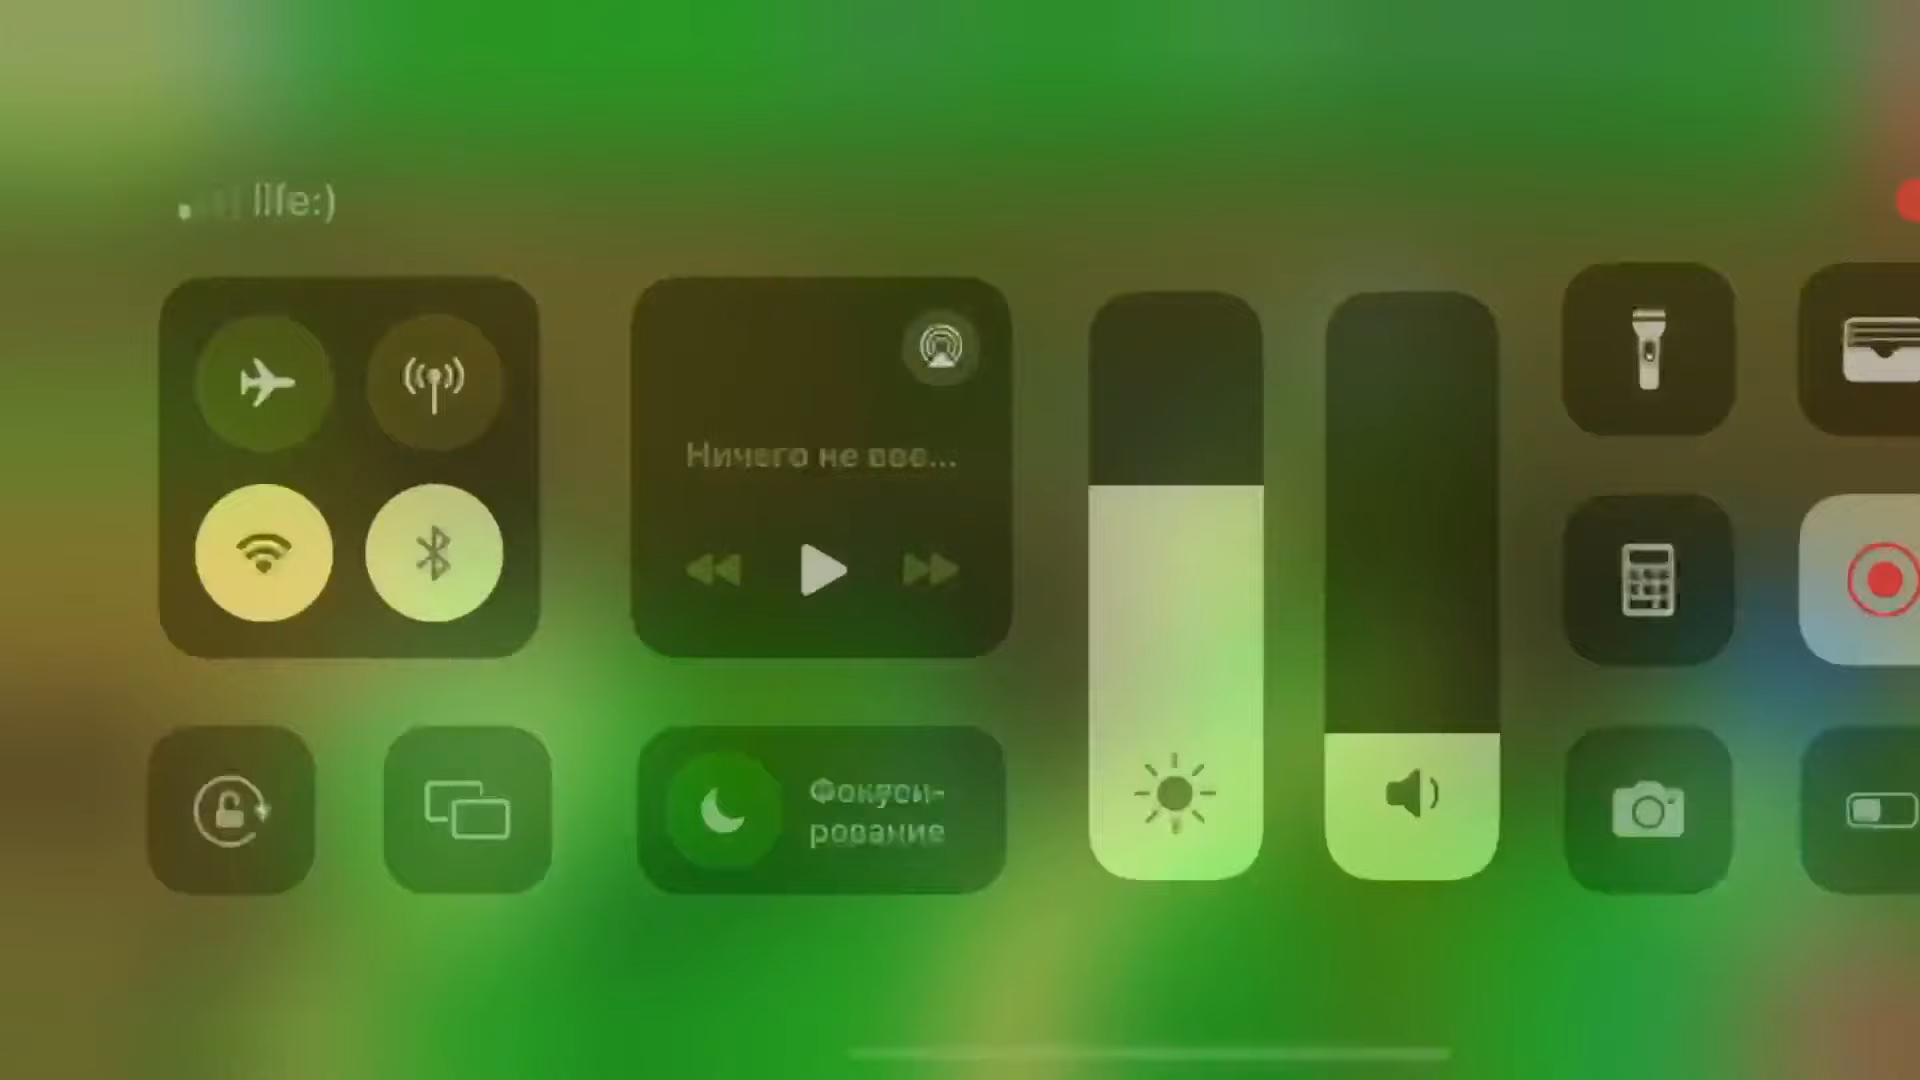 life:)
Ничего не вос...
Фокуси-
рование